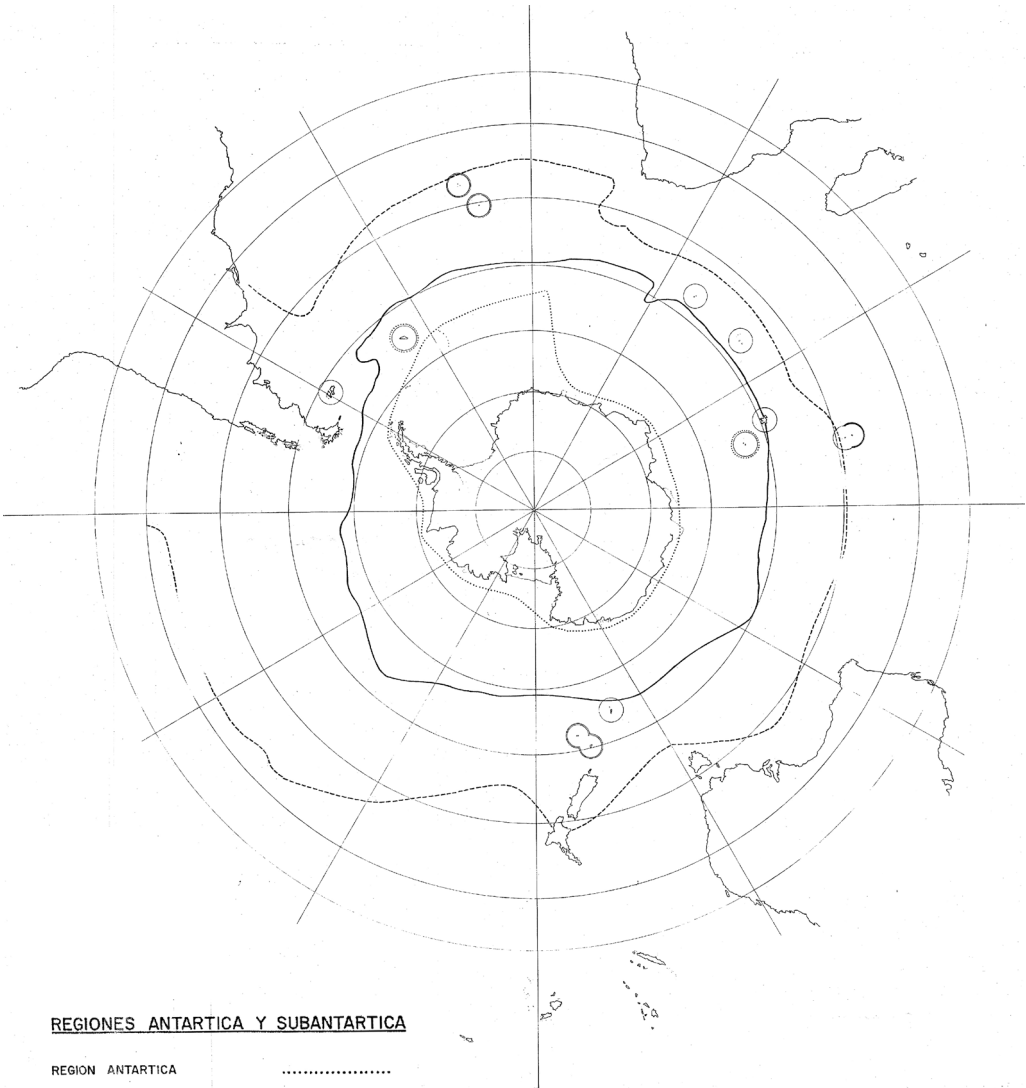 REGIONES ANTARTICA Y SUBANTARTICA
REGION ANTARTICA ....................